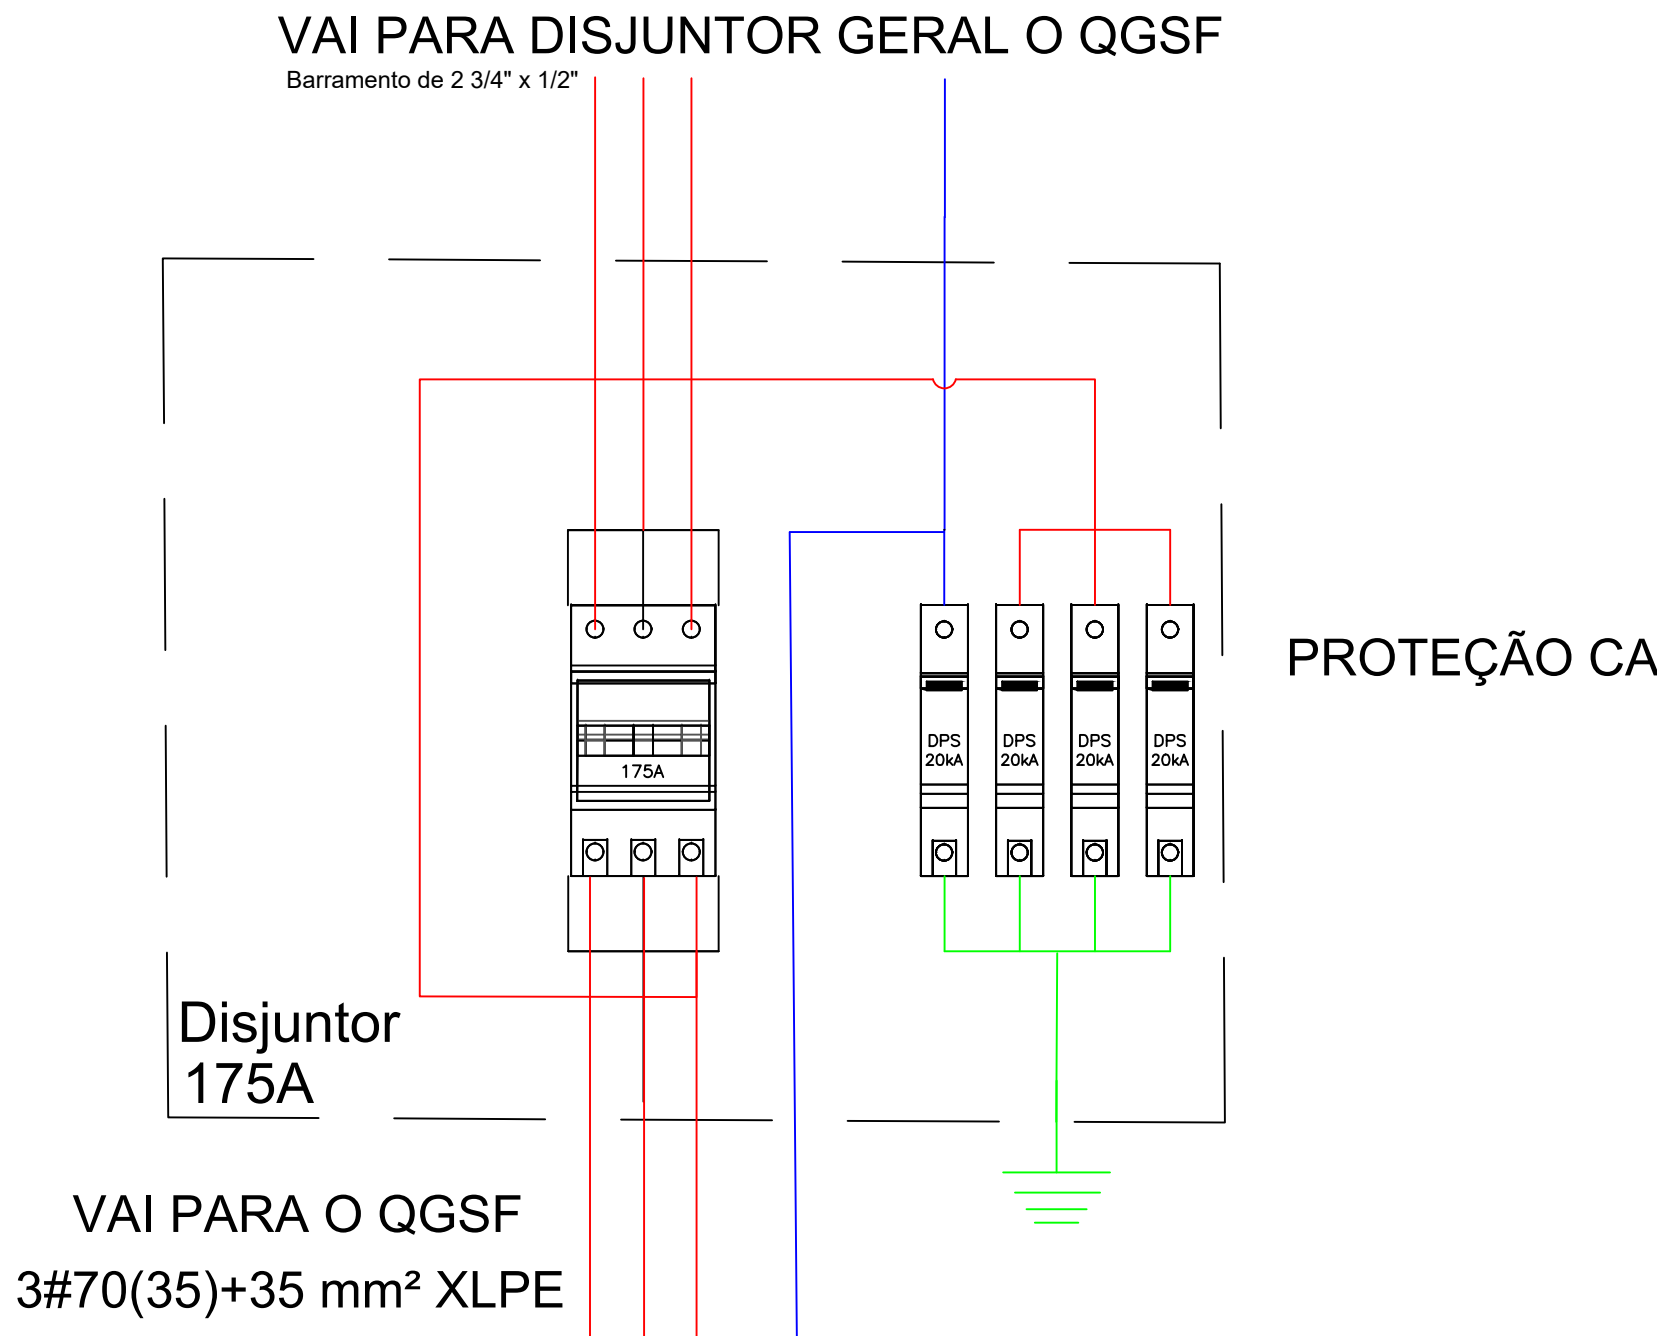 VAI PARA DISJUNTOR GERAL O QGSF
Barramento de 2 3/4" x 1/2"
PROTEÇÃO CA
DPS
20kA
DPS
20kA
DPS
20kA
DPS
20kA
175A
Disjuntor
175A
VAI PARA O QGSF
3#70(35)+35 mm² XLPE